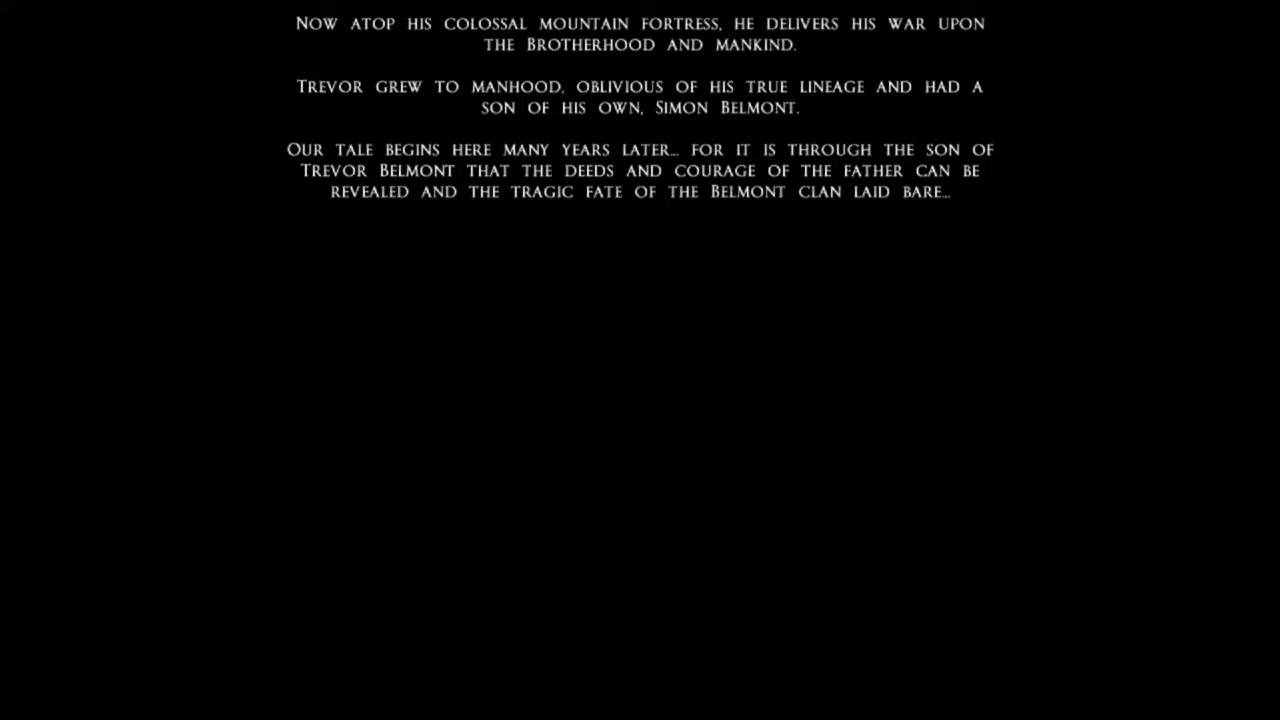 Now atop his colossal mountain fortress, he delivers his war upon
the Brotherhood and mankind.
Trevor grew to manhood, oblivious of his true lineage and had a
son of his own, Simon Belmont.
Our tale begins here many years later... for it is through the son of
Trevor Belmont that the deeds and courage of the father can be
revealed and the tragic fate of the Belmont clan laid bare...